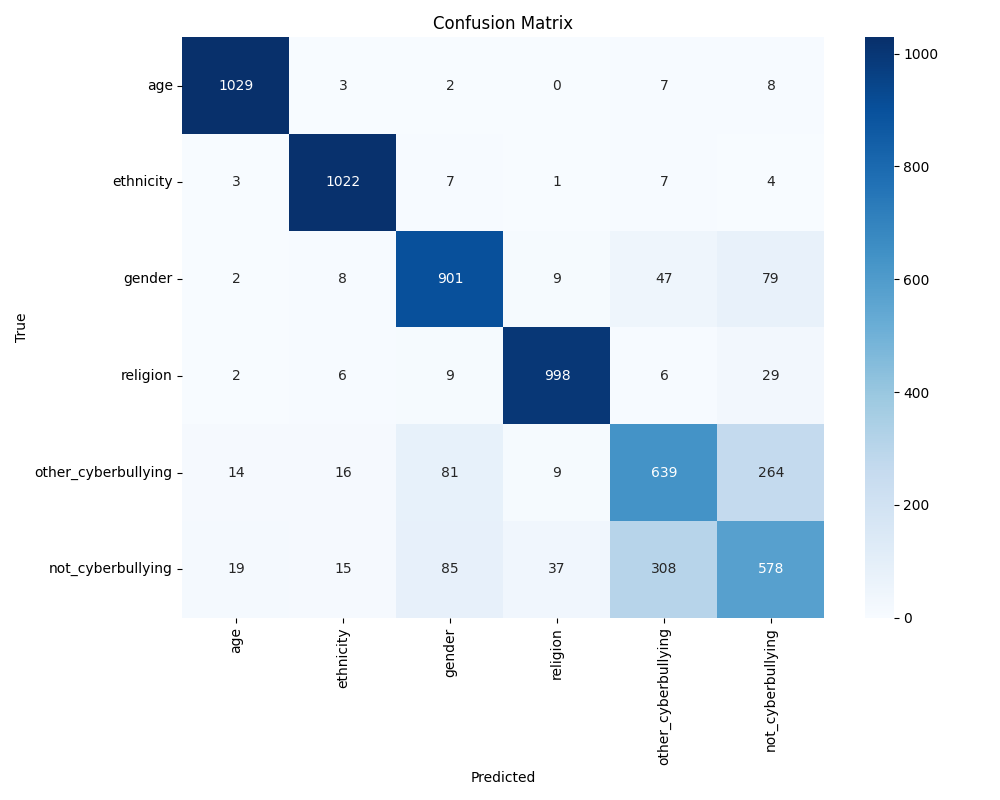 Confusion Matrix
True
age 1029 3 2 0 7 8
ethnicity 3 1022 7 1 7 4
gender 2 8 901 9 47 79
religion 2 6 9 998 6 29
other_cyberbullying 14 16 81 9 639 264
not_cyberbullying 19 15 85 37 308 578
age ethnicity gender religion other_cyberbullying not_cyberbullying
Predicted
1000
800
600
400
200
0